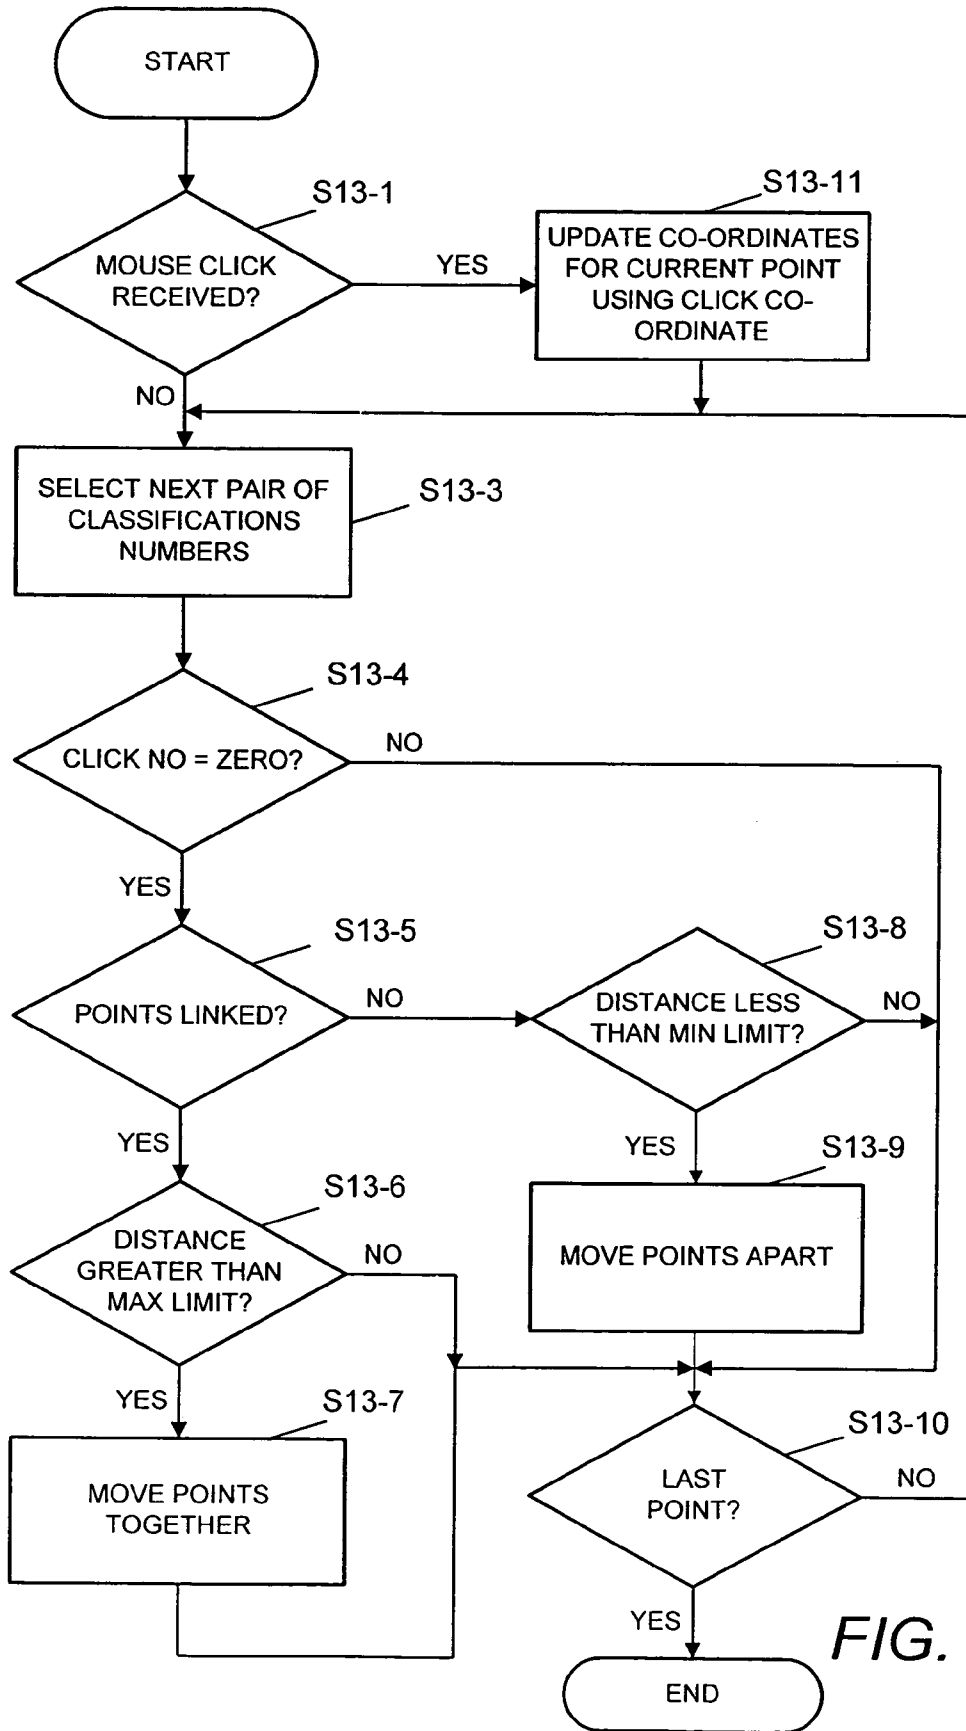 START
S13-1
S13-11
MOUSE CLICK
RECEIVED?
YES
UPDATE CO-ORDINATES
FOR CURRENT POINT
USING CLICK CO-
ORDINATE
NO
SELECT NEXT PAIR OF
CLASSIFICATIONS
NUMBERS
S13-3
S13-4
CLICK NO = ZERO?
NO
YES
S13-5
POINTS LINKED?
NO
S13-8
DISTANCE LESS
THAN MIN LIMIT?
NO
YES
S13-6
DISTANCE
GREATER THAN
MAX LIMIT?
NO
YES
S13-9
MOVE POINTS APART
YES
S13-7
MOVE POINTS
TOGETHER
S13-10
LAST
POINT?
NO
YES
END
FIG.